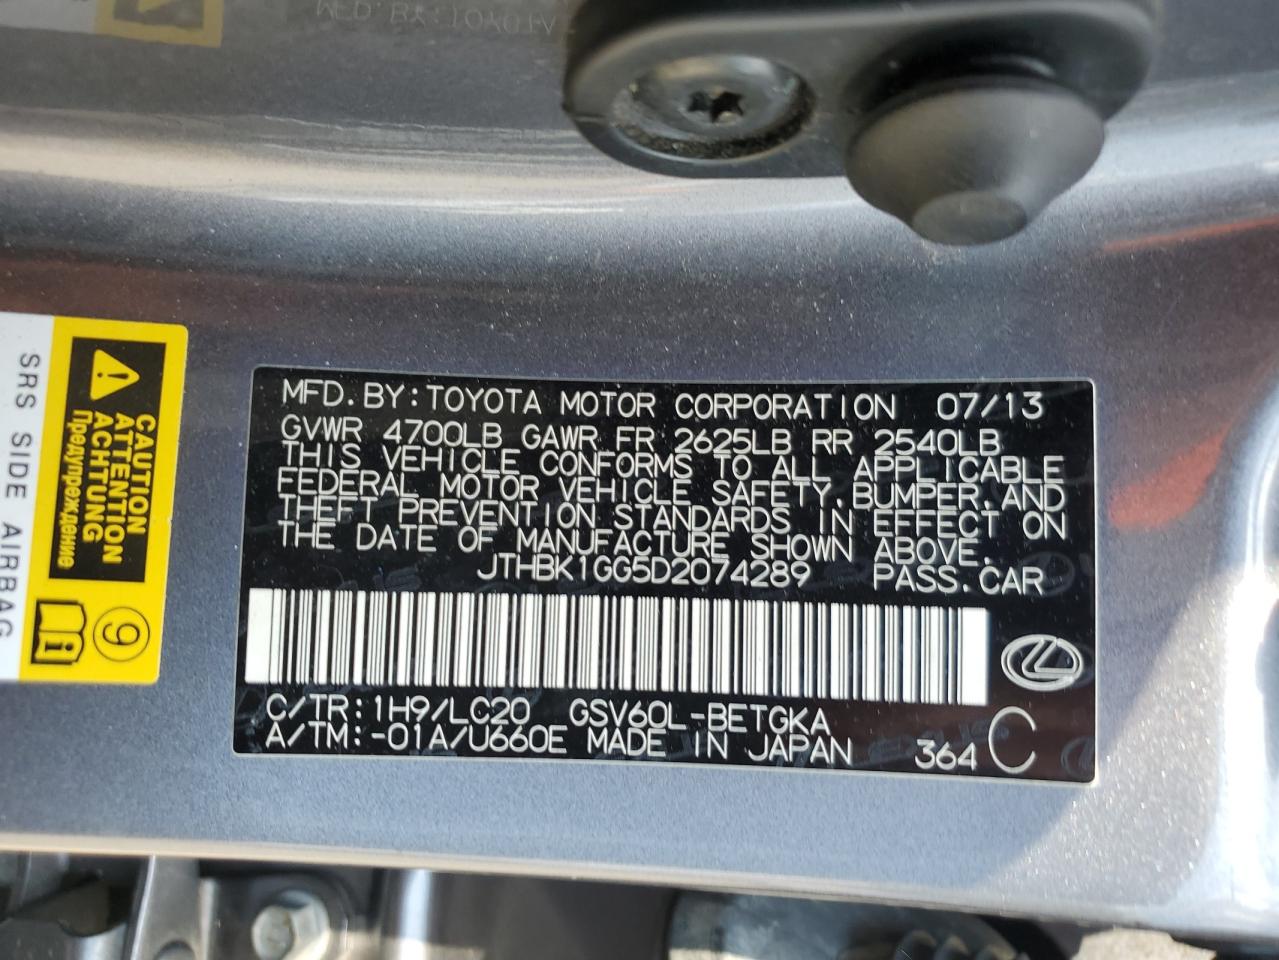 MFD.BY:TOYOTA MOTOR CORPORATION 07/13
GVWR 4700LB GAWR FR 2625LB RR 2540LB
THIS VEHICLE CONFORMS TO ALL APPLICABLE
FEDERAL MOTOR VEHICLE SAFETY,BUMPER,AND
THEFT PREVENTION STANDARDS IN EFFECT ON
THE DATE OF MANUFACTURE SHOWN ABOVE.
JTHBK1GG5D2074289 PASS.CAR
C/TR:1H9/LC20 GSV60L-BETGKA
A/TM:-01A/U660E MADE IN JAPAN 364 C
CAUTION
ATTENTION
ACHTUNG
Предупреждение
9
SRS SIDE AIRBAG
MFD.BY:TOYOTA